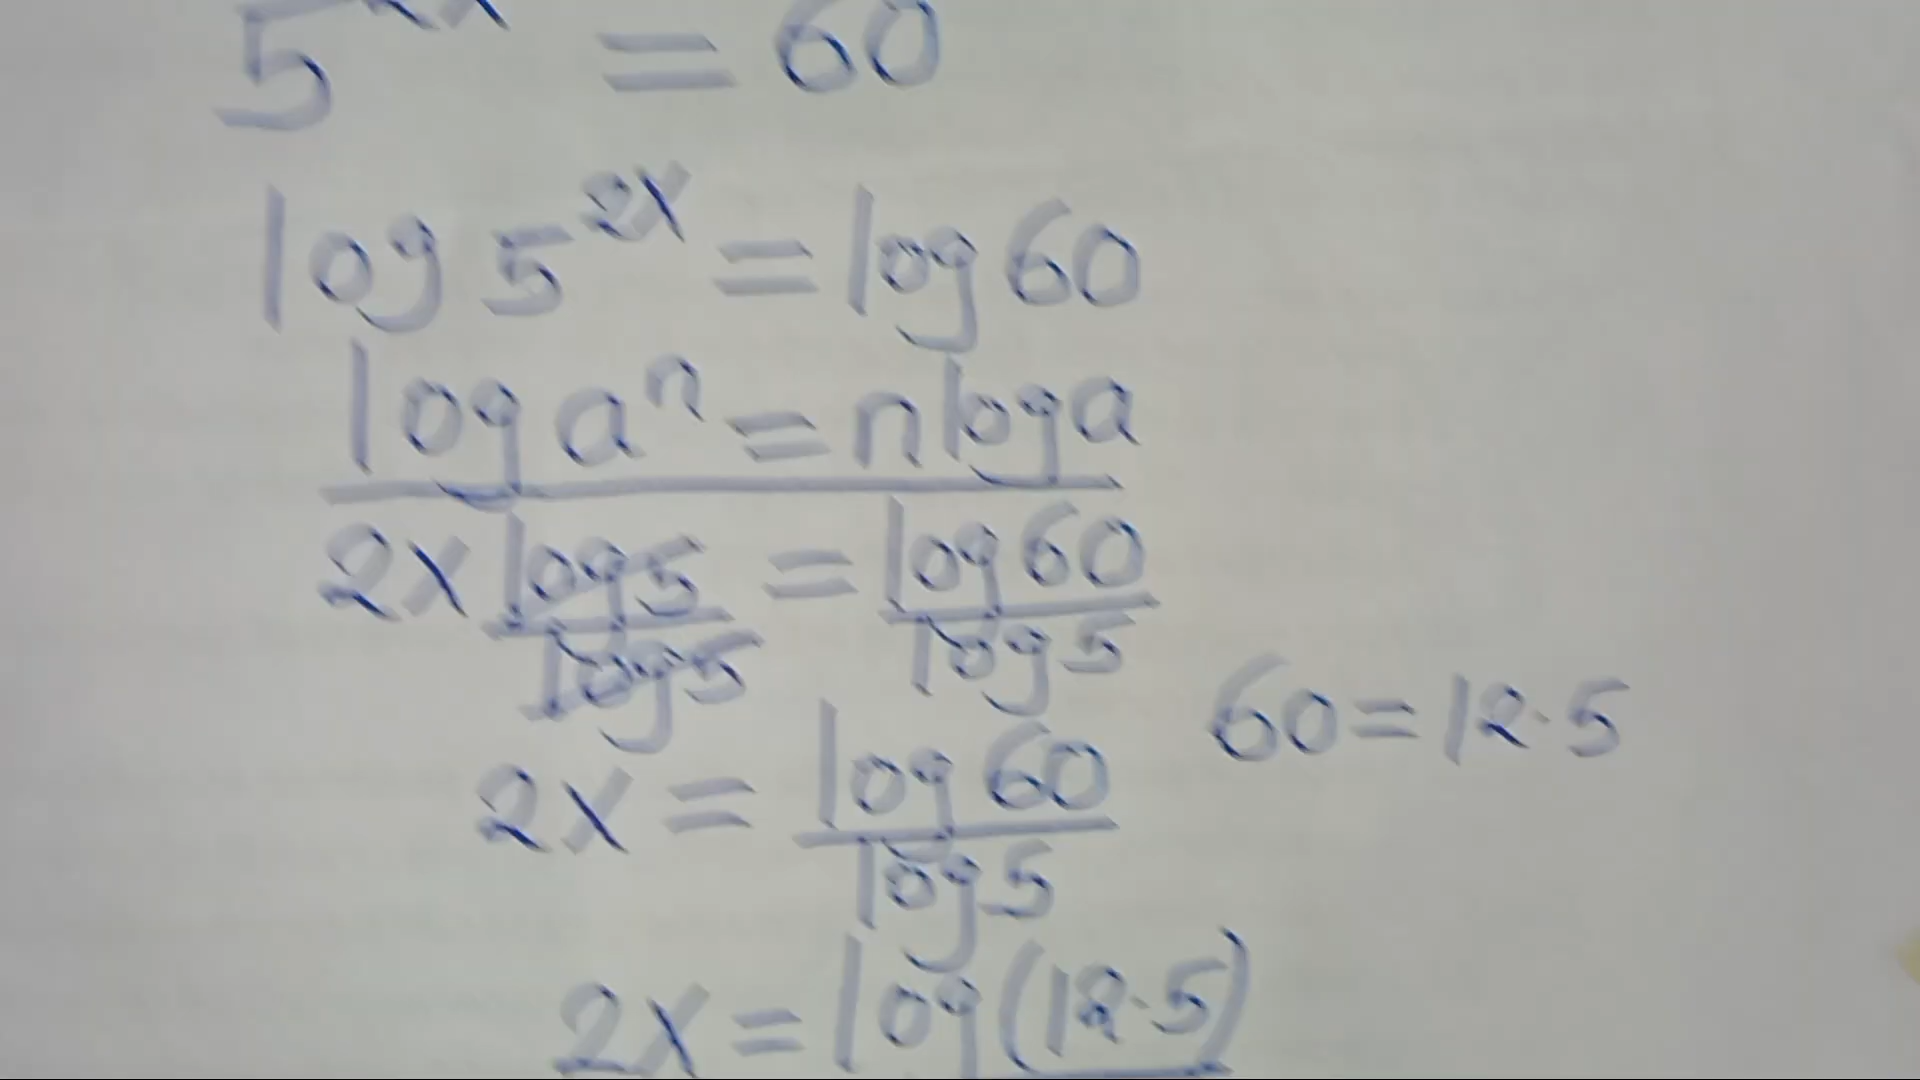 5^2x = 60
log 5^2x = log 60
log a^n = n log a
2x log 5 / log 5 = log 60 / log 5
60 = 12·5
2x = log 60 / log 5
2x = log (12·5)